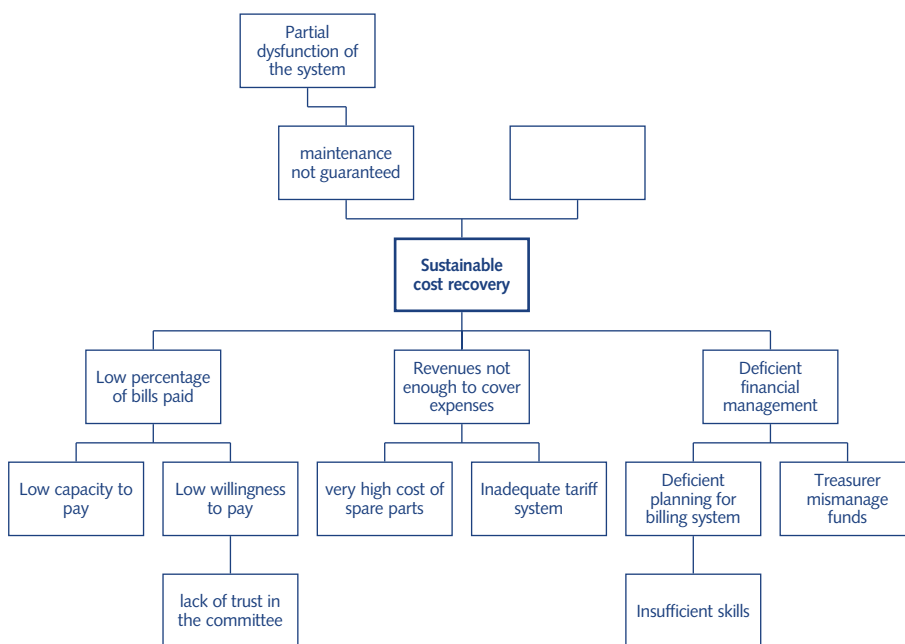 Partial
dysfunction of
the system
maintenance
not guaranteed
Sustainable
cost recovery
Low percentage
of bills paid
Revenues not
enough to cover
expenses
Deficient
financial
management
Low capacity to
pay
Low willingness
to pay
very high cost of
spare parts
Inadequate tariff
system
Deficient
planning for
billing system
Treasurer
mismanage
funds
lack of trust in
the committee
Insufficient skills